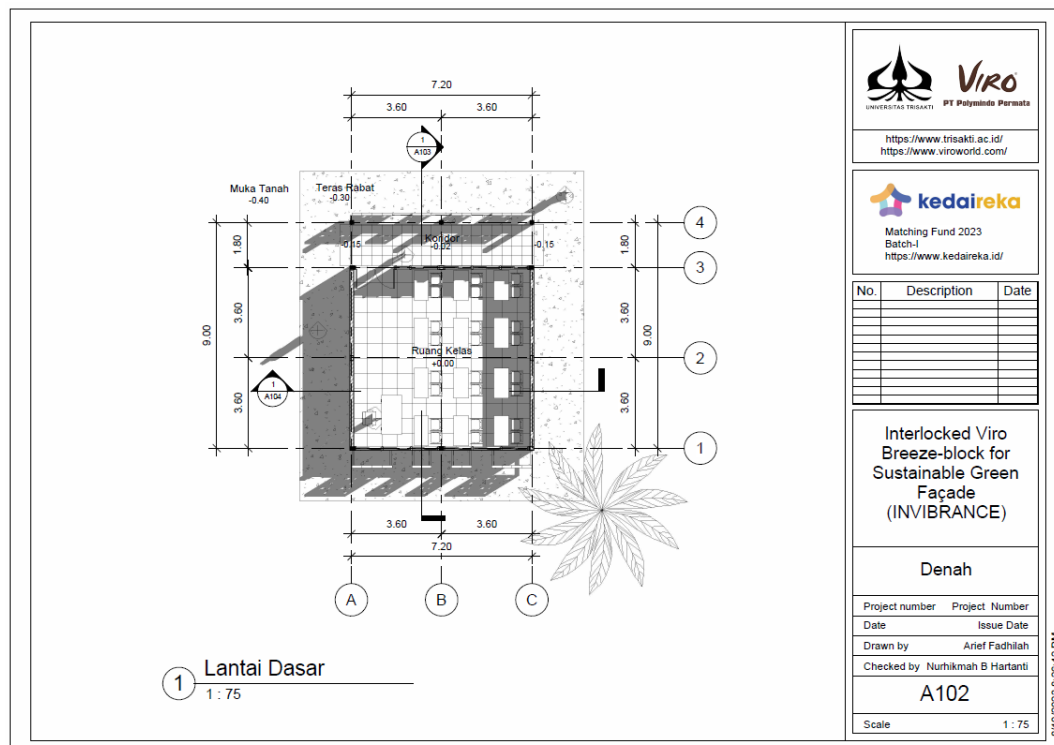 7.20
3.60
3.60
1
A103
Muka Tanah
-0.40
Teras Rabat
-0.30
-0.15
Koridor
-0.02
-0.15
4
3
2
1
1.80
3.60
3.60
9.00
1.80
3.60
3.60
9.00
Ruang Kelas
+0.00
1
A104
3.60
3.60
7.20
A
B
C
1
Lantai Dasar
1 : 75
UNIVERSITAS TRISAKTI
VIRO
PT Polymindo Permata
https://www.trisakti.ac.id/
https://www.viroworld.com/
kedaireka
Matching Fund 2023
Batch-I
https://www.kedaireka.id/
No. Description Date
Interlocked Viro
Breeze-block for
Sustainable Green
Façade
(INVIBRANCE)
Denah
Project number Project Number
Date Issue Date
Drawn by Arief Fadhilah
Checked by Nurhikmah B Hartanti
A102
Scale 1 : 75